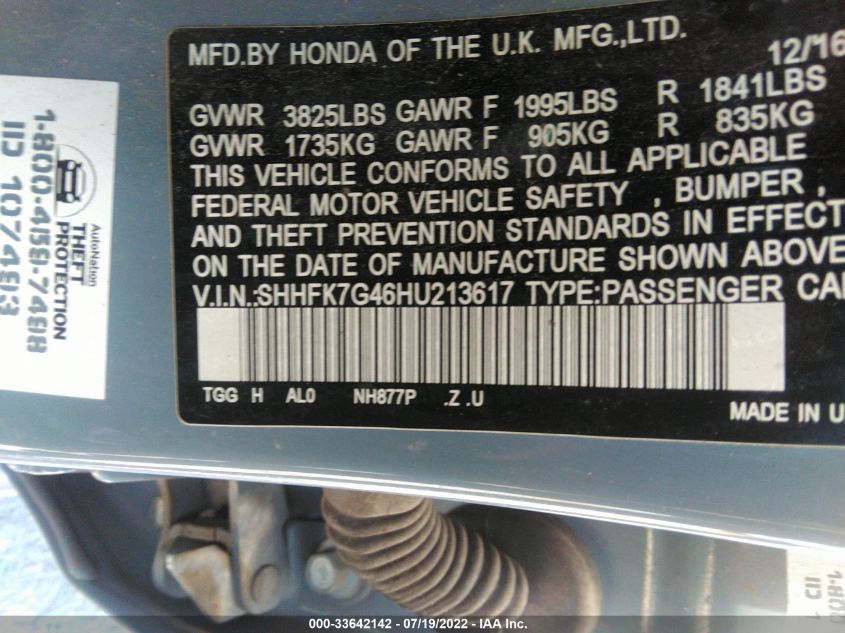 MFD.BY HONDA OF THE U.K. MFG.,LTD. 12/16
GVWR 3825LBS GAWR F 1995LBS R 1841LBS
GVWR 1735KG GAWR F 905KG R 835KG
THIS VEHICLE CONFORMS TO ALL APPLICABLE
FEDERAL MOTOR VEHICLE SAFETY , BUMPER ,
AND THEFT PREVENTION STANDARDS IN EFFECT
ON THE DATE OF MANUFACTURE SHOWN ABOVE
V.I.N.:SHHFK7G46HU213617 TYPE:PASSENGER CA
TGG H AL0 NH877P .Z .U
MADE IN U
AutoNation
THEFT
PROTECTION
1-800-458-7488
ID 107493
1-800
000-33642142 - 07/19/2022 - IAA Inc.